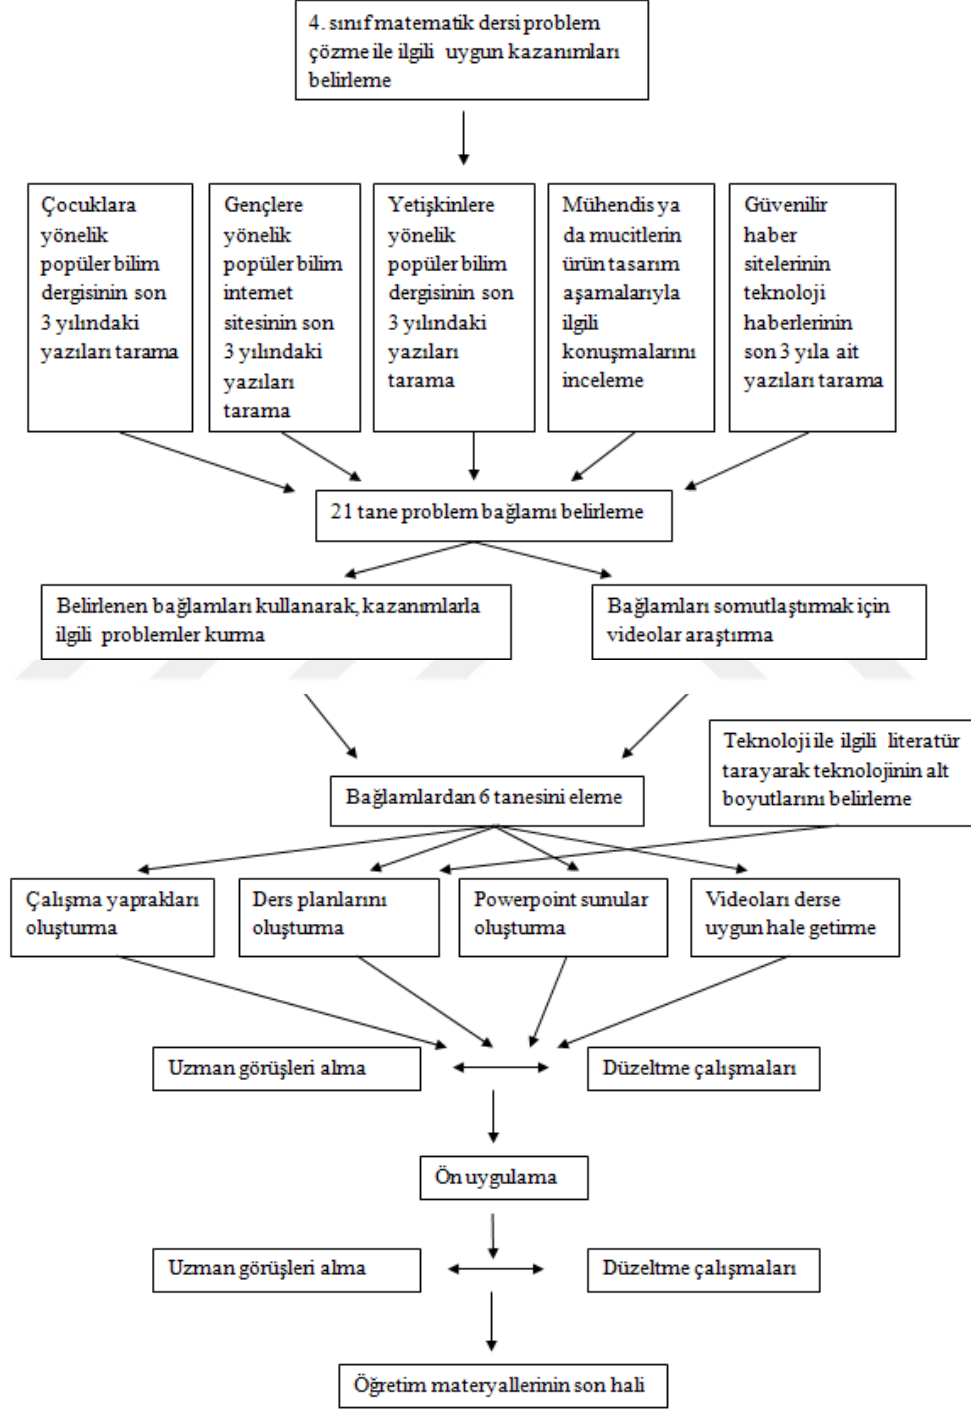 4. sınıf matematik dersi problem
çözme ile ilgili uygun kazanımları
belirleme
Çocuklara
yönelik
popüler bilim
dergisinin son
3 yılındaki
yazıları tarama
Gençlere
yönelik
popüler bilim
internet
sitesinin son
3 yılındaki
yazıları
tarama
Yetişkinlere
yönelik
popüler bilim
dergisinin son
3 yılındaki
yazıları
tarama
Mühendis ya
da mucitlerin
ürün tasarım
aşamalarıyla
ilgili
konuşmalarını
inceleme
Güvenilir
haber
sitelerinin
teknoloji
haberlerinin
son 3 yıla ait
yazıları tarama
21 tane problem bağlamı belirleme
Belirlenen bağlamları kullanarak, kazanımlarla
ilgili problemler kurma
Bağlamları somutlaştırmak için
videolar araştırma
Teknoloji ile ilgili literatür
tarayarak teknolojinin alt
boyutlarını belirleme
Bağlamlardan 6 tanesini eleme
Çalışma yaprakları
oluşturma
Ders planlarını
oluşturma
Powerpoint sunular
oluşturma
Videoları derse
uygun hale getirme
Uzman görüşleri alma
Düzeltme çalışmaları
Ön uygulama
Uzman görüşleri alma
Düzeltme çalışmaları
Öğretim materyallerinin son hali